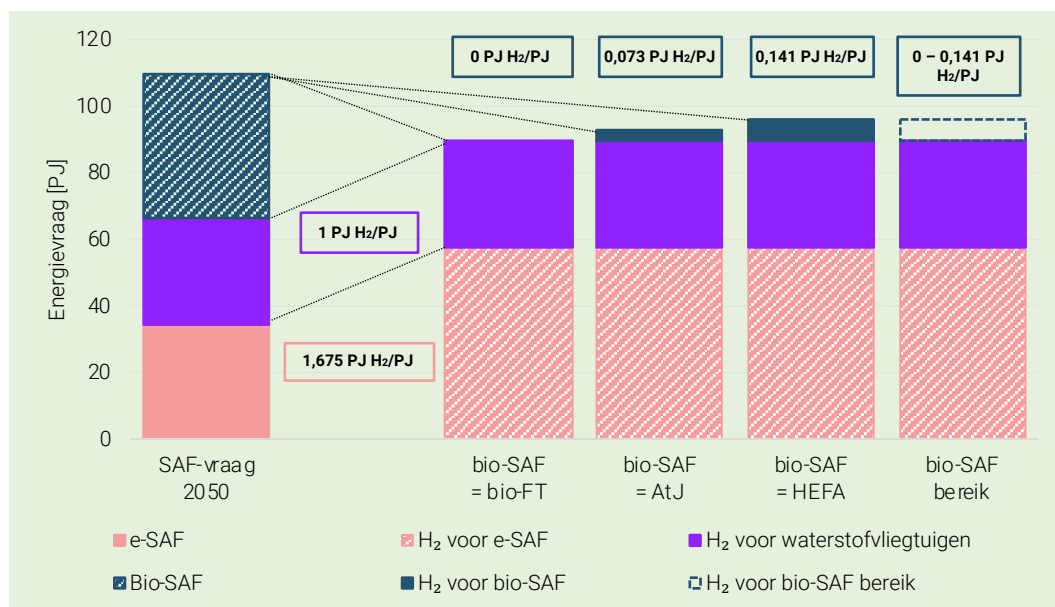 120
100
80
60
40
20
0
Energievraag [PJ]
0 PJ H₂/PJ
0,073 PJ H₂/PJ
0,141 PJ H₂/PJ
0 – 0,141 PJ
H₂/PJ
1 PJ H₂/PJ
1,675 PJ H₂/PJ
SAF-vraag
2050
bio-SAF
= bio-FT
bio-SAF
= AtJ
bio-SAF
= HEFA
bio-SAF
bereik
e-SAF
H₂ voor e-SAF
H₂ voor waterstofvliegtuigen
Bio-SAF
H₂ voor bio-SAF
H₂ voor bio-SAF bereik